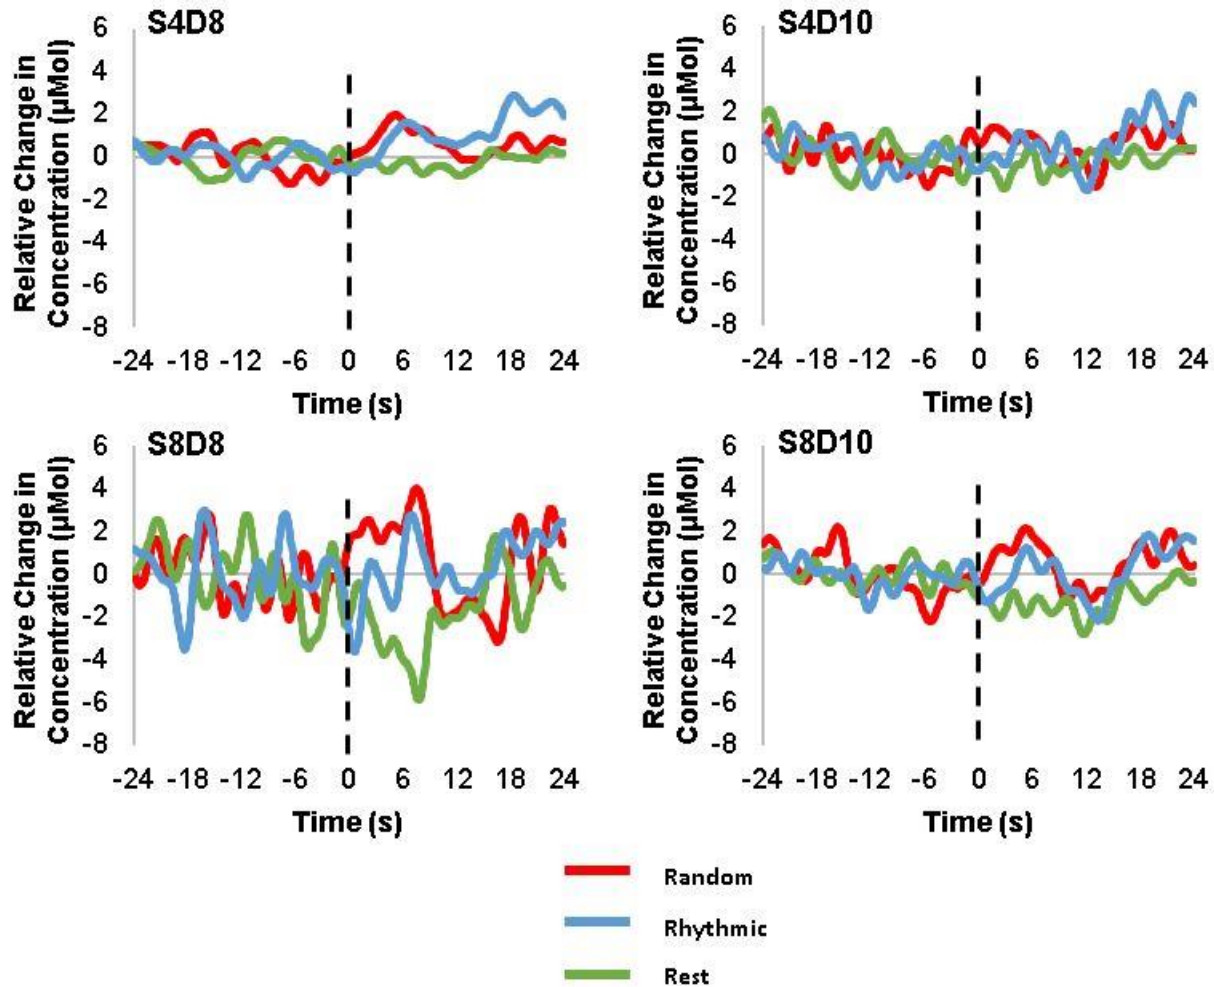 S4D8
Relative Change in
Concentration (µMol)
6
4
2
0
-2
-4
-6
-8
-24 -18 -12 -6 0 6 12 18 24
Time (s)
S4D10
Relative Change in
Concentration (µMol)
6
4
2
0
-2
-4
-6
-8
-24 -18 -12 -6 0 6 12 18 24
Time (s)
S8D8
Relative Change in
Concentration (µMol)
6
4
2
0
-2
-4
-6
-8
-24 -18 -12 -6 0 6 12 18 24
Time (s)
S8D10
Relative Change in
Concentration (µMol)
6
4
2
0
-2
-4
-6
-8
-24 -18 -12 -6 0 6 12 18 24
Time (s)
Random
Rhythmic
Rest